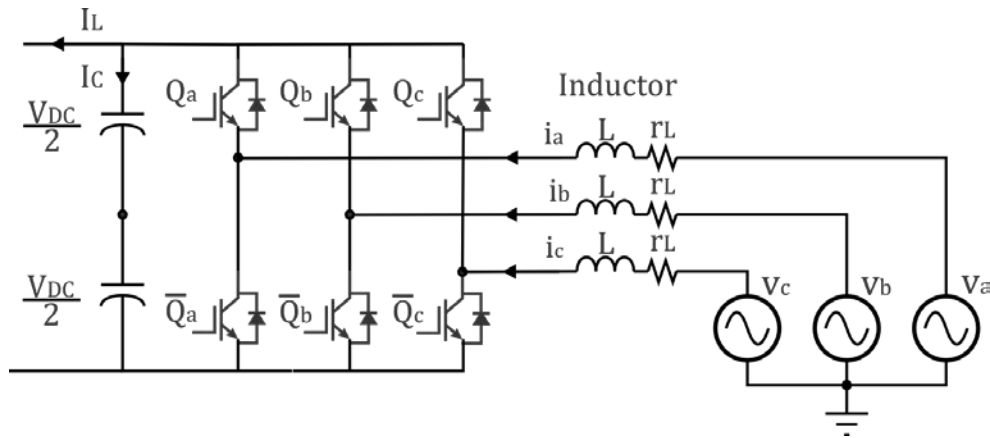 IL
IC
VDC
2
VDC
2
Qa
Qb
Qc
Q̅a
Q̅b
Q̅c
Inductor
ia
L
rL
ib
L
rL
ic
L
rL
vc
vb
va